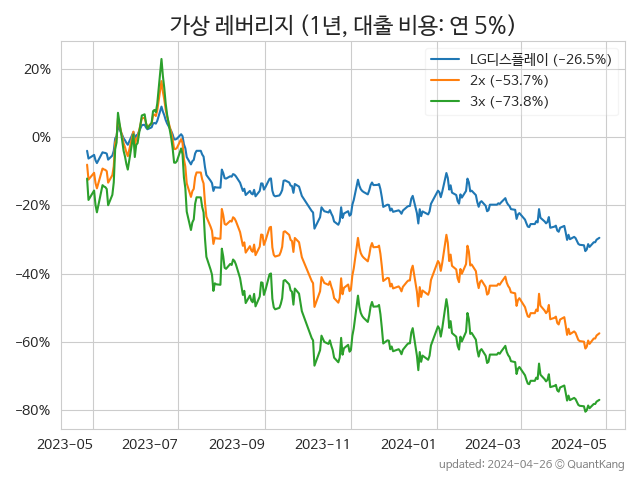 가상 레버리지 (1년, 대출 비용: 연 5%)
LG디스플레이 (−26.5%)
2x (−53.7%)
3x (−73.8%)
20%
0%
−20%
−40%
−60%
−80%
2023-05 2023-07 2023-09 2023-11 2024-01 2024-03 2024-05
updated: 2024-04-26 © QuantKang